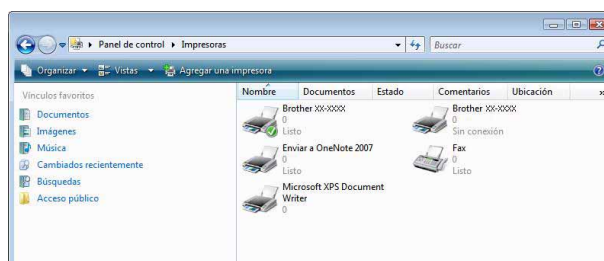 Panel de control ▸ Impresoras
Buscar
Organizar Vistas Agregar una impresora
Vínculos favoritos
Documentos
Imágenes
Música
Cambiados recientemente
Búsquedas
Acceso público
Nombre Documentos Estado Comentarios Ubicación »
Brother XX-XXXX
0
Listo
Brother XX-XXXX
0
Sin conexión
Enviar a OneNote 2007
0
Listo
Fax
0
Listo
Microsoft XPS Document
Writer
0